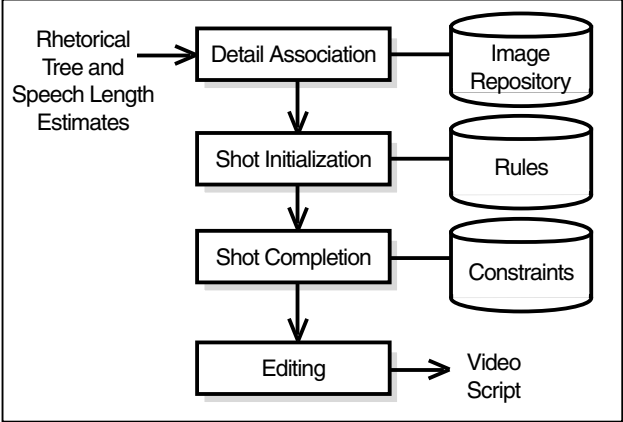 Rhetorical
Tree and
Speech Length
Estimates
Detail Association
Image
Repository
Shot Initialization
Rules
Shot Completion
Constraints
Editing
Video
Script